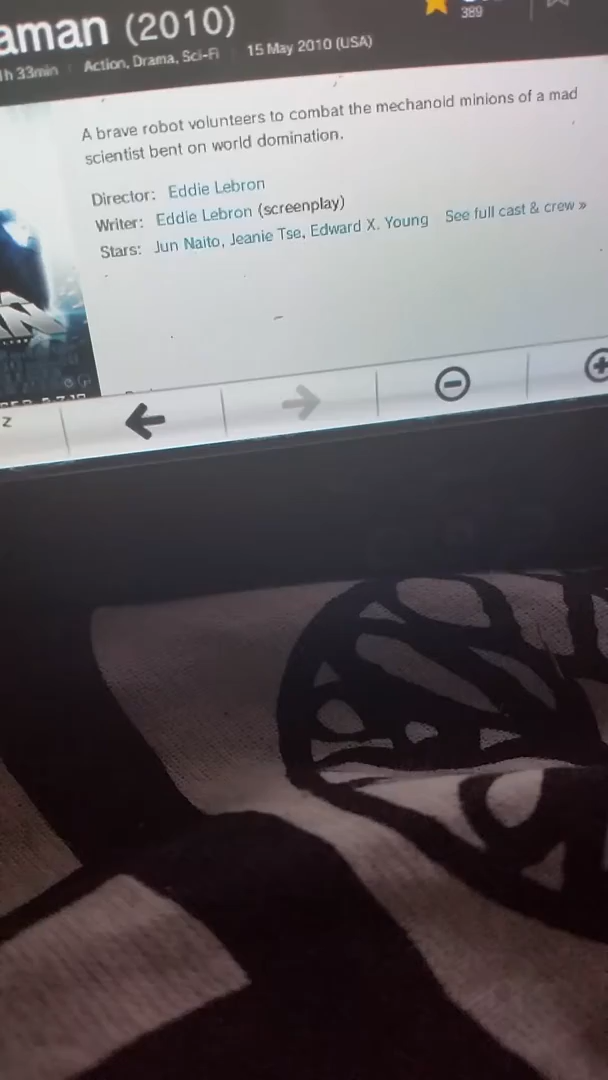 aman (2010)
389
1h 33min Action, Drama, Sci-Fi 15 May 2010 (USA)
A brave robot volunteers to combat the mechanoid minions of a mad
scientist bent on world domination.
Director: Eddie Lebron
Writer: Eddie Lebron (screenplay)
Stars: Jun Naito, Jeanie Tse, Edward X. Young See full cast & crew »
AN
z